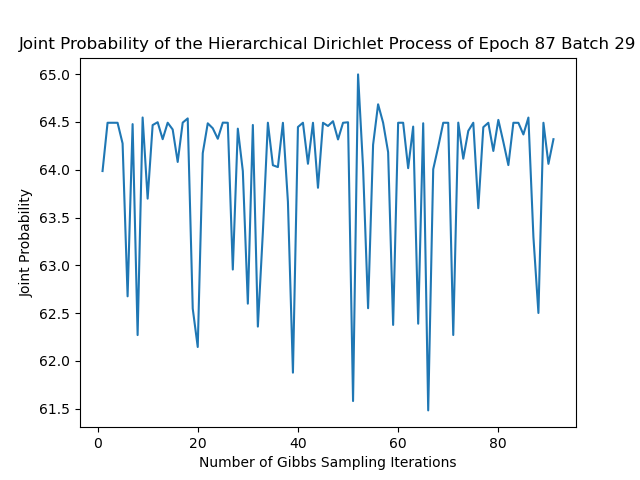 Joint Probability of the Hierarchical Dirichlet Process of Epoch 87 Batch 29
65.0
64.5
64.0
63.5
63.0
62.5
62.0
61.5
Joint Probability
0 20 40 60 80
Number of Gibbs Sampling Iterations